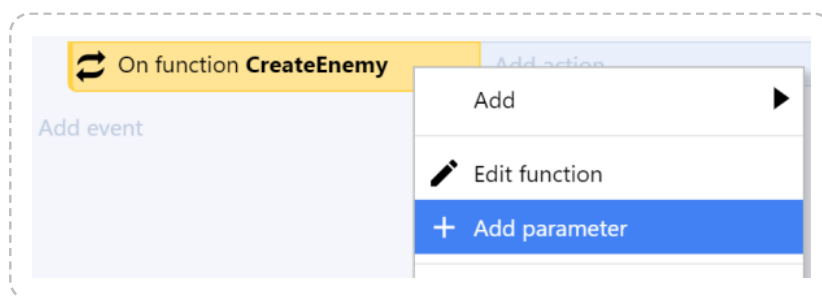 On function CreateEnemy
Add action
Add
Add event
Edit function
Add parameter